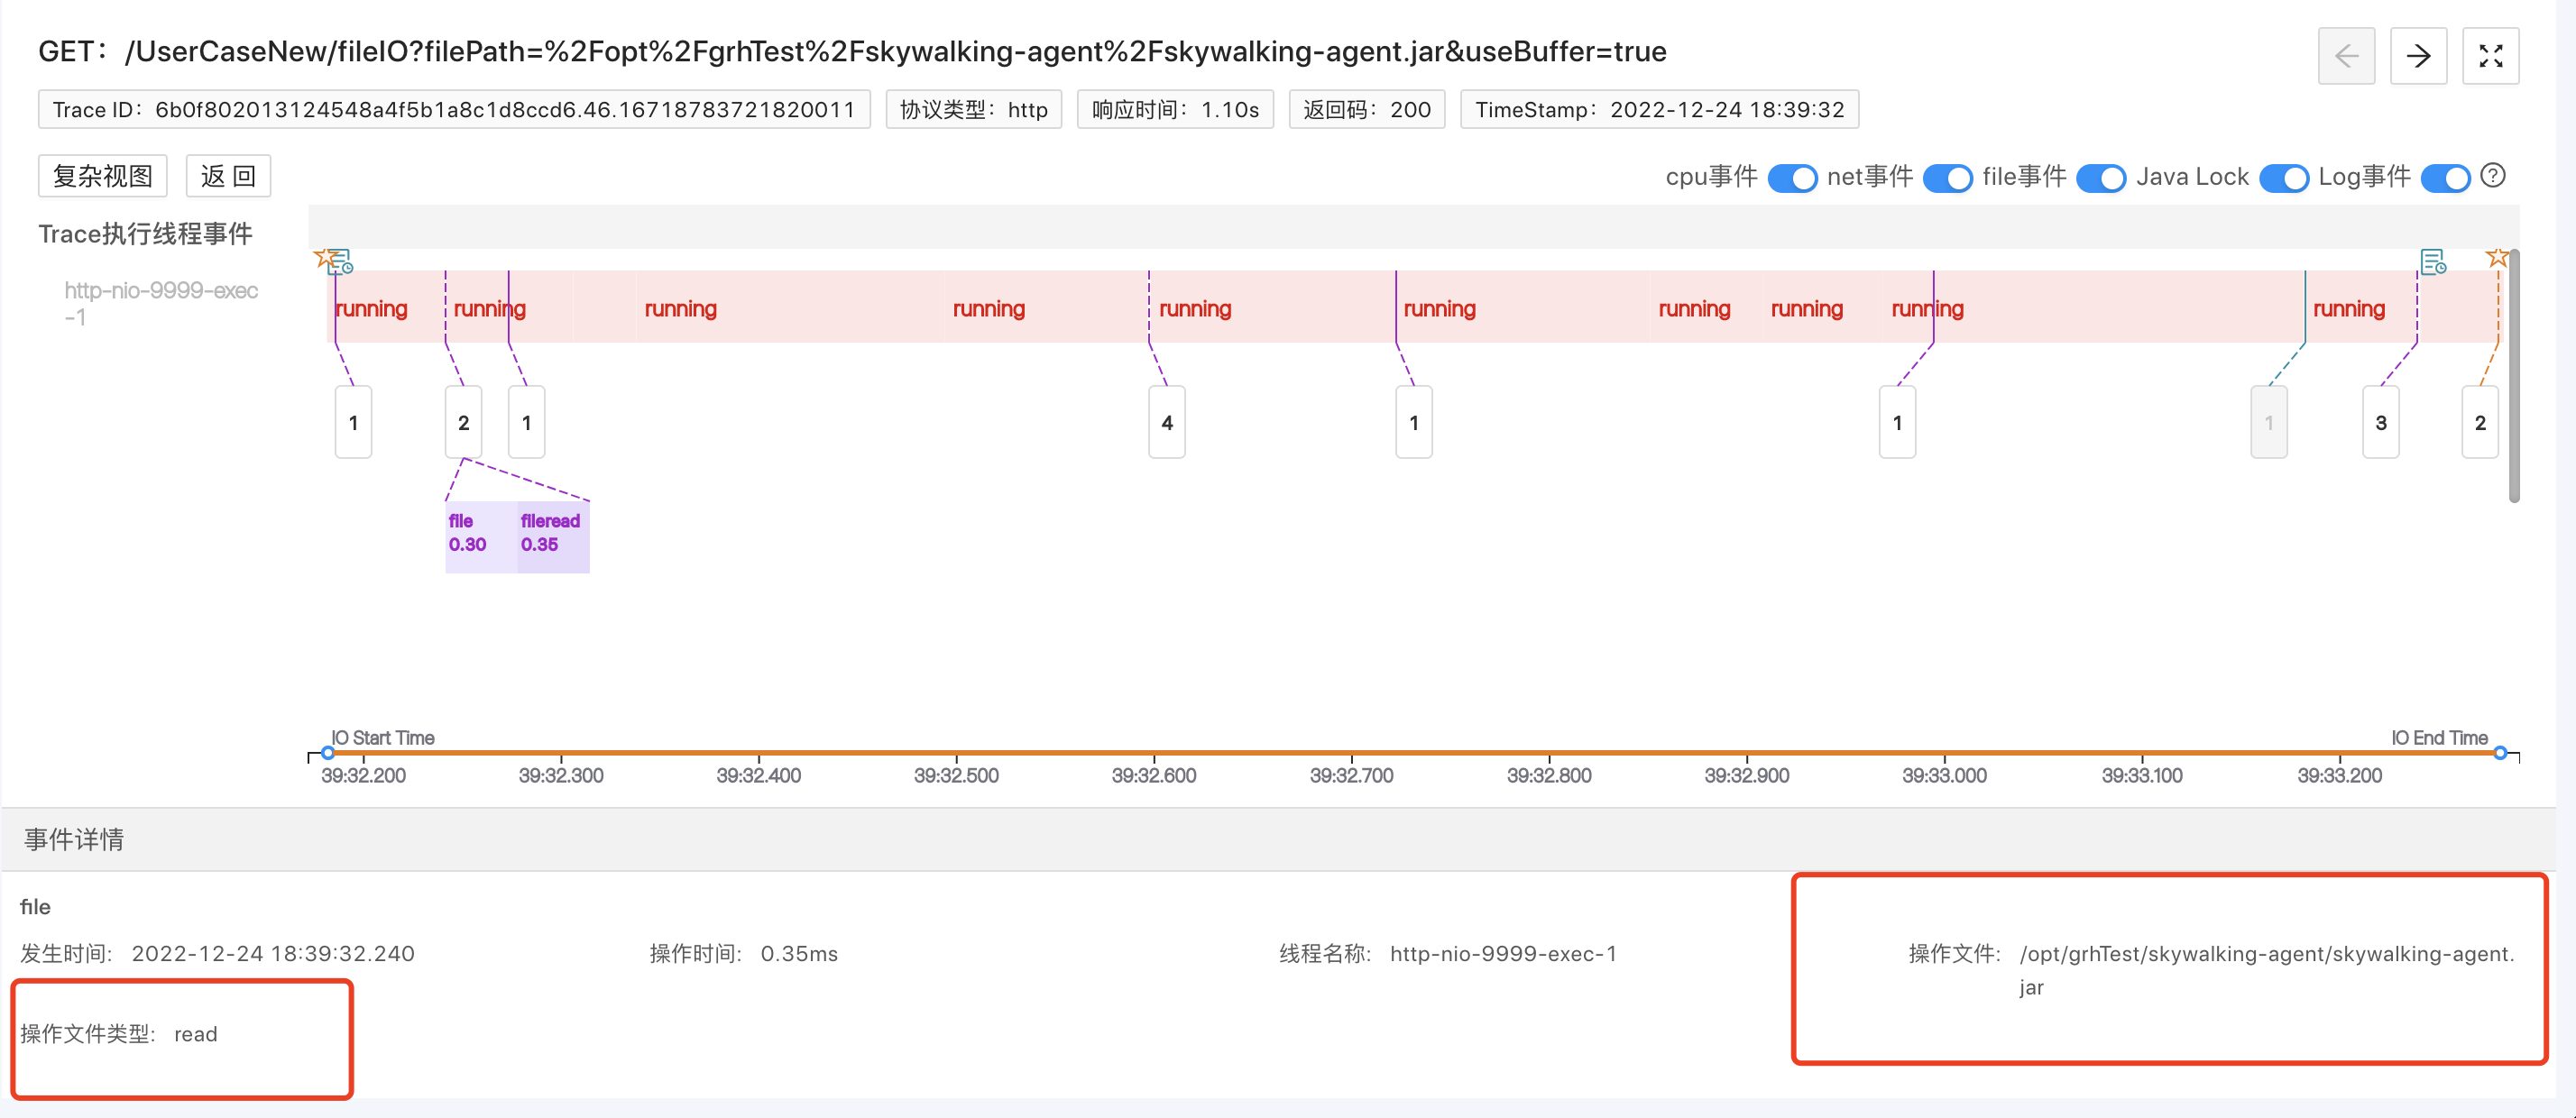 GET：/UserCaseNew/fileIO?filePath=%2Fopt%2FgrhTest%2Fskywalking-agent%2Fskywalking-agent.jar&useBuffer=true
Trace ID：6b0f802013124548a4f5b1a8c1d8ccd6.46.16718783721820011 协议类型：http 响应时间：1.10s 返回码：200 TimeStamp：2022-12-24 18:39:32
复杂视图 返 回 cpu事件 net事件 file事件 Java Lock Log事件
Trace执行线程事件
http-nio-9999-exec
-1
running running running running running running running running running running
1 2 1 4 1 1 1 3 2
file fileread
0.30 0.35
IO Start Time IO End Time
39:32.200 39:32.300 39:32.400 39:32.500 39:32.600 39:32.700 39:32.800 39:32.900 39:33.000 39:33.100 39:33.200
事件详情
file
发生时间: 2022-12-24 18:39:32.240 操作时间: 0.35ms 线程名称: http-nio-9999-exec-1 操作文件: /opt/grhTest/skywalking-agent/skywalking-agent.
jar
操作文件类型: read